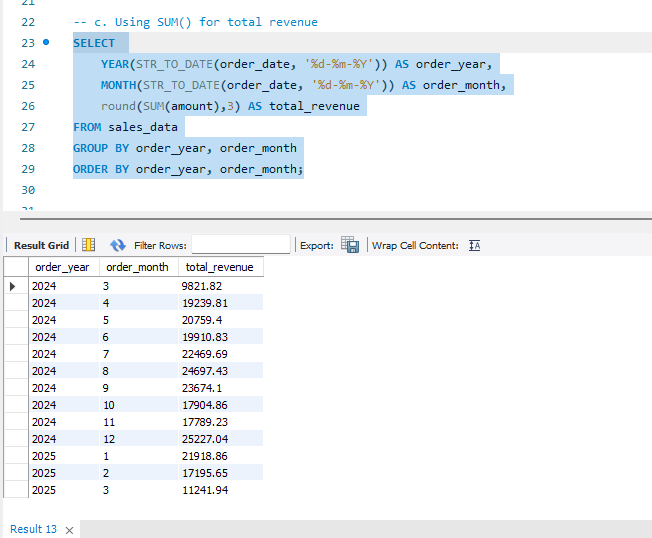 21
22 -- c. Using SUM() for total revenue
23 SELECT
24 YEAR(STR_TO_DATE(order_date, '%d-%m-%Y')) AS order_year,
25 MONTH(STR_TO_DATE(order_date, '%d-%m-%Y')) AS order_month,
26 round(SUM(amount),3) AS total_revenue
27 FROM sales_data
28 GROUP BY order_year, order_month
29 ORDER BY order_year, order_month;
30
Result Grid Filter Rows: Export: Wrap Cell Content: IA
order_year order_month total_revenue
2024 3 9821.82
2024 4 19239.81
2024 5 20759.4
2024 6 19910.83
2024 7 22469.69
2024 8 24697.43
2024 9 23674.1
2024 10 17904.86
2024 11 17789.23
2024 12 25227.04
2025 1 21918.86
2025 2 17195.65
2025 3 11241.94
Result 13 ×